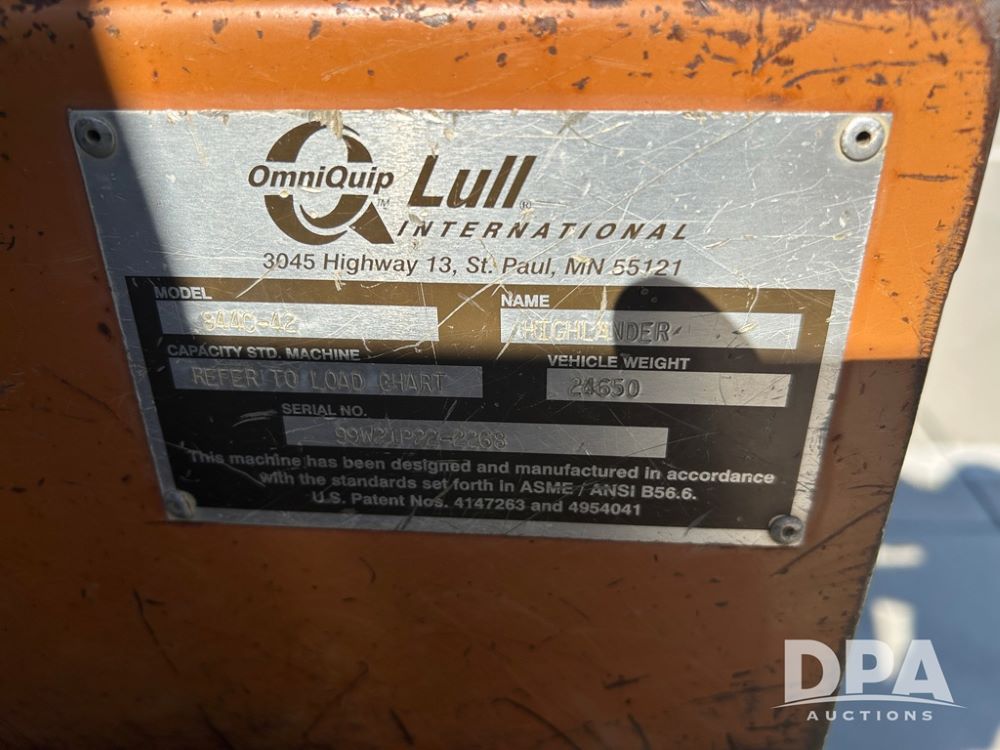 OmniQuip™ Lull®
INTERNATIONAL
3045 Highway 13, St. Paul, MN 55121
MODEL NAME
844C-42 HIGHLANDER
CAPACITY STD. MACHINE VEHICLE WEIGHT
REFER TO LOAD CHART 24650
SERIAL NO.
99W21P22-2268
This machine has been designed and manufactured in accordance
with the standards set forth in ASME / ANSI B56.6.
U.S. Patent Nos. 4147263 and 4954041
DPA
AUCTIONS